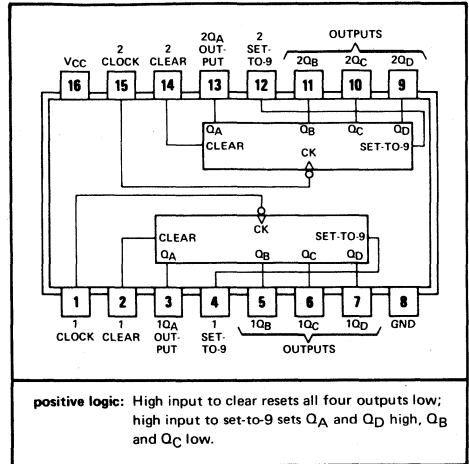 OUTPUTS
2QA 2
2 2 OUT- SET-
VCC CLOCK CLEAR PUT TO-9 2QB 2QC 2QD
16 15 14 13 12 11 10 9
QA QB QC QD
CLEAR SET-TO-9
CK
CK
CLEAR SET-TO-9
QA QB QC QD
1 2 3 4 5 6 7 8
1 1 1QA 1 1QB 1QC 1QD GND
CLOCK CLEAR OUT- SET- OUTPUTS
PUT TO-9
positive logic: High input to clear resets all four outputs low;
high input to set-to-9 sets QA and QD high, QB
and QC low.